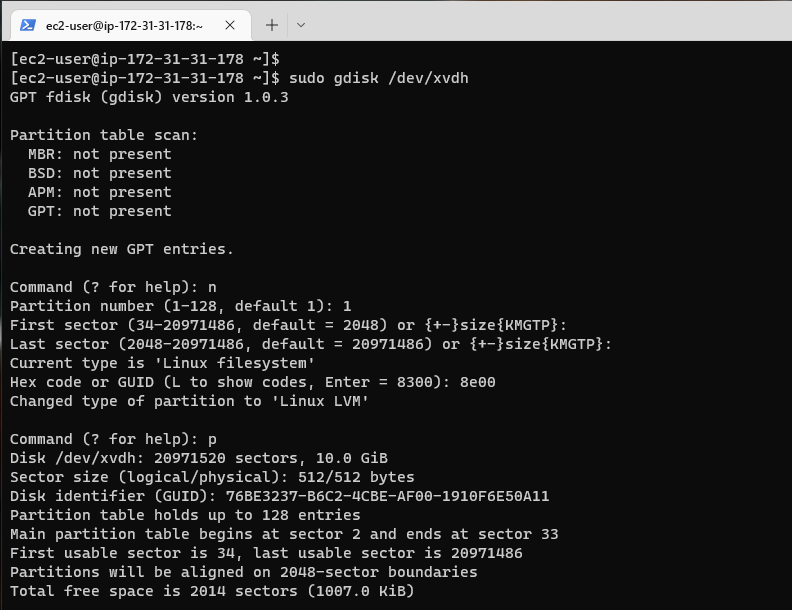 ec2-user@ip-172-31-31-178:~
[ec2-user@ip-172-31-31-178 ~]$
[ec2-user@ip-172-31-31-178 ~]$ sudo gdisk /dev/xvdh
GPT fdisk (gdisk) version 1.0.3

Partition table scan:
  MBR: not present
  BSD: not present
  APM: not present
  GPT: not present

Creating new GPT entries.

Command (? for help): n
Partition number (1-128, default 1): 1
First sector (34-20971486, default = 2048) or {+-}size{KMGTP}:
Last sector (2048-20971486, default = 20971486) or {+-}size{KMGTP}:
Current type is 'Linux filesystem'
Hex code or GUID (L to show codes, Enter = 8300): 8e00
Changed type of partition to 'Linux LVM'

Command (? for help): p
Disk /dev/xvdh: 20971520 sectors, 10.0 GiB
Sector size (logical/physical): 512/512 bytes
Disk identifier (GUID): 76BE3237-B6C2-4CBE-AF00-1910F6E50A11
Partition table holds up to 128 entries
Main partition table begins at sector 2 and ends at sector 33
First usable sector is 34, last usable sector is 20971486
Partitions will be aligned on 2048-sector boundaries
Total free space is 2014 sectors (1007.0 KiB)